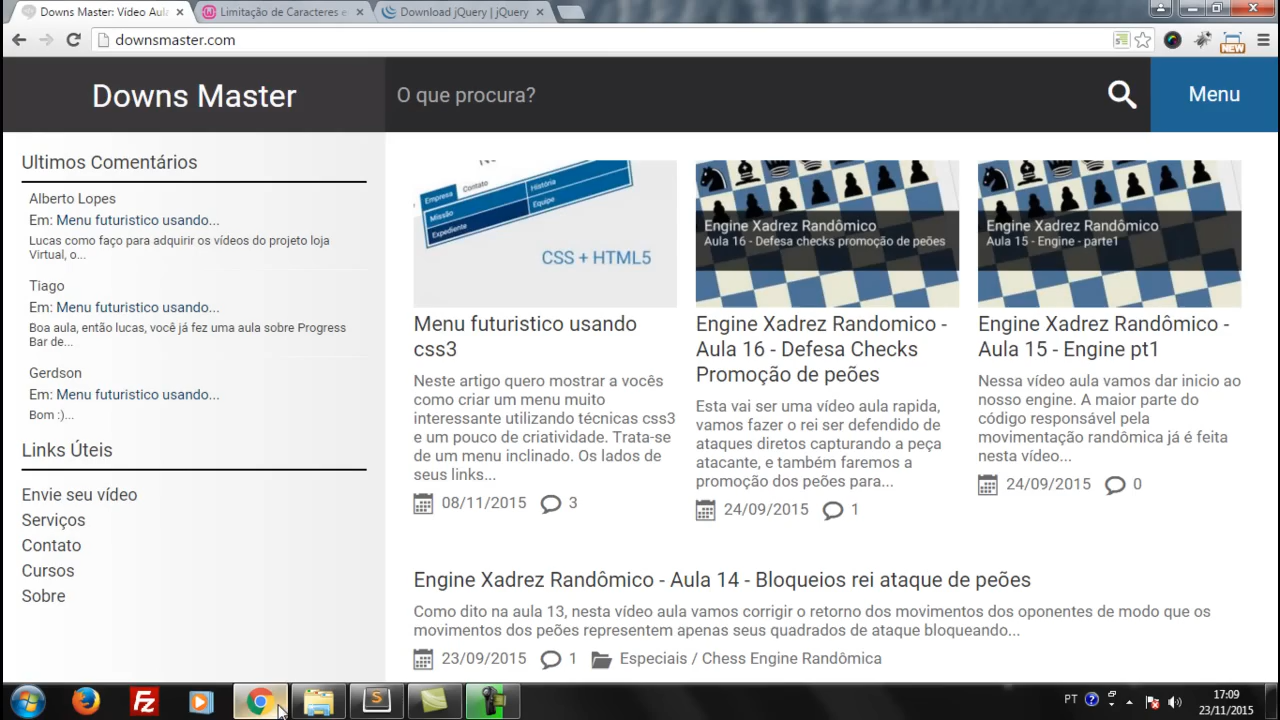 Downs Master: Vídeo Aula
Limitação de Caracteres e
Download jQuery | jQuery
downsmaster.com
NEW
Downs Master
O que procura?
Menu
Ultimos Comentários
Alberto Lopes
Em: Menu futuristico usando...
Lucas como faço para adquirir os vídeos do projeto loja
Virtual, o...
Tiago
Em: Menu futuristico usando...
Boa aula, então lucas, você já fez uma aula sobre Progress
Bar de...
Gerdson
Em: Menu futuristico usando...
Bom :)...
Links Úteis
Envie seu vídeo
Serviços
Contato
Cursos
Sobre
Empresa
Contato
História
Missão
Equipe
Expediente
CSS + HTML5
Menu futuristico usando
css3
Neste artigo quero mostrar a vocês
como criar um menu muito
interessante utilizando técnicas css3
e um pouco de criatividade. Trata-se
de um menu inclinado. Os lados de
seus links...
08/11/2015 3
Engine Xadrez Randômico
Aula 16 - Defesa checks promoção de peões
Engine Xadrez Randomico -
Aula 16 - Defesa Checks
Promoção de peões
Esta vai ser uma vídeo aula rapida,
vamos fazer o rei ser defendido de
ataques diretos capturando a peça
atacante, e também faremos a
promoção dos peões para...
24/09/2015 1
Engine Xadrez Randômico
Aula 15 - Engine - parte1
Engine Xadrez Randômico -
Aula 15 - Engine pt1
Nessa vídeo aula vamos dar inicio ao
nosso engine. A maior parte do
código responsável pela
movimentação randômica já é feita
nesta vídeo...
24/09/2015 0
Engine Xadrez Randômico - Aula 14 - Bloqueios rei ataque de peões
Como dito na aula 13, nesta vídeo aula vamos corrigir o retorno dos movimentos dos oponentes de modo que os
movimentos dos peões representem apenas seus quadrados de ataque bloqueando...
23/09/2015 1 Especiais / Chess Engine Randômica
PT
17:09
23/11/2015